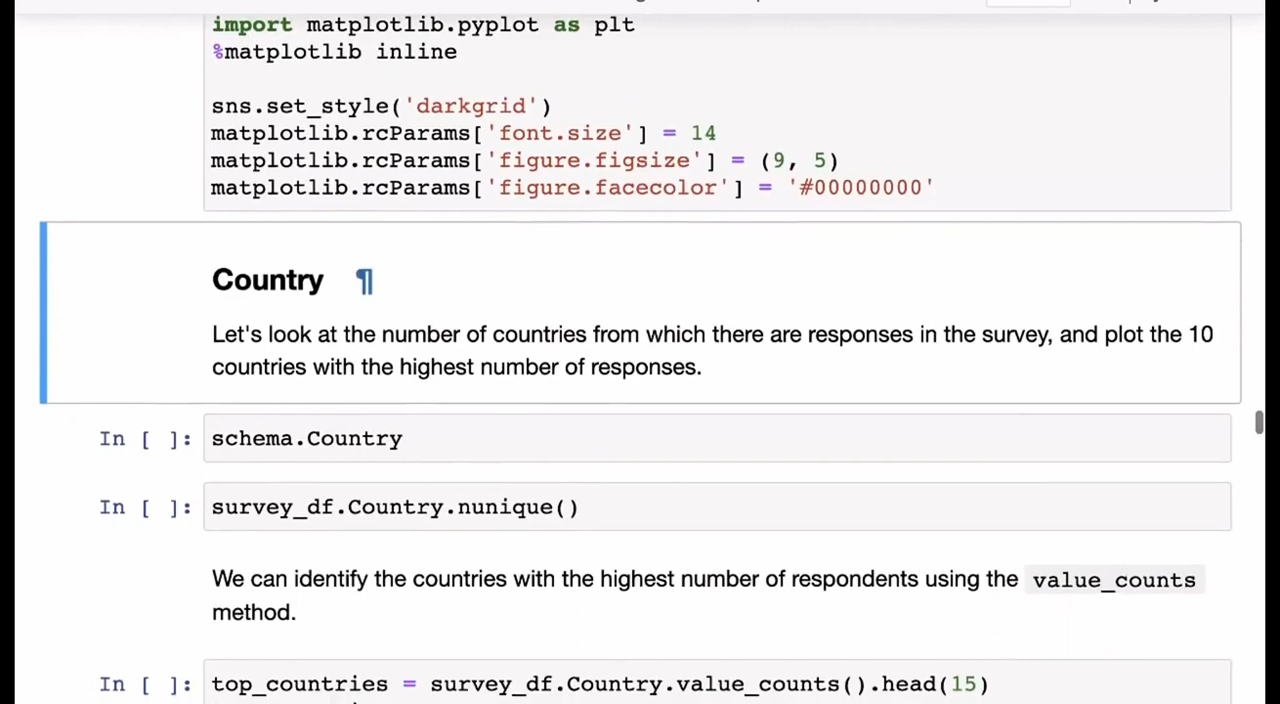 import matplotlib.pyplot as plt
%matplotlib inline
sns.set_style('darkgrid')
matplotlib.rcParams['font.size'] = 14
matplotlib.rcParams['figure.figsize'] = (9, 5)
matplotlib.rcParams['figure.facecolor'] = '#00000000'
Country ¶
Let's look at the number of countries from which there are responses in the survey, and plot the 10
countries with the highest number of responses.
In [ ]: schema.Country
In [ ]: survey_df.Country.nunique()
We can identify the countries with the highest number of respondents using the value_counts
method.
In [ ]: top_countries = survey_df.Country.value_counts().head(15)